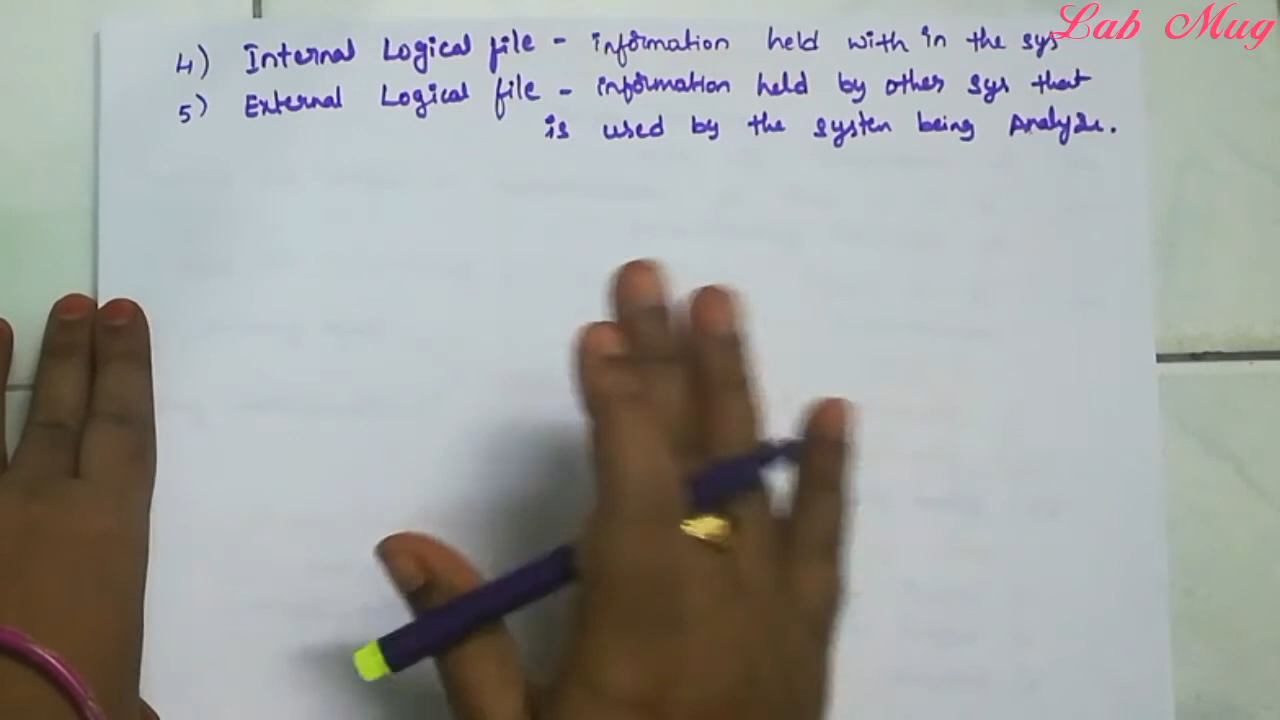 Lab Mug
4) Internal Logical file - information held with in the sys
5) External Logical file - information held by other sys that
is used by the system being Analyze.